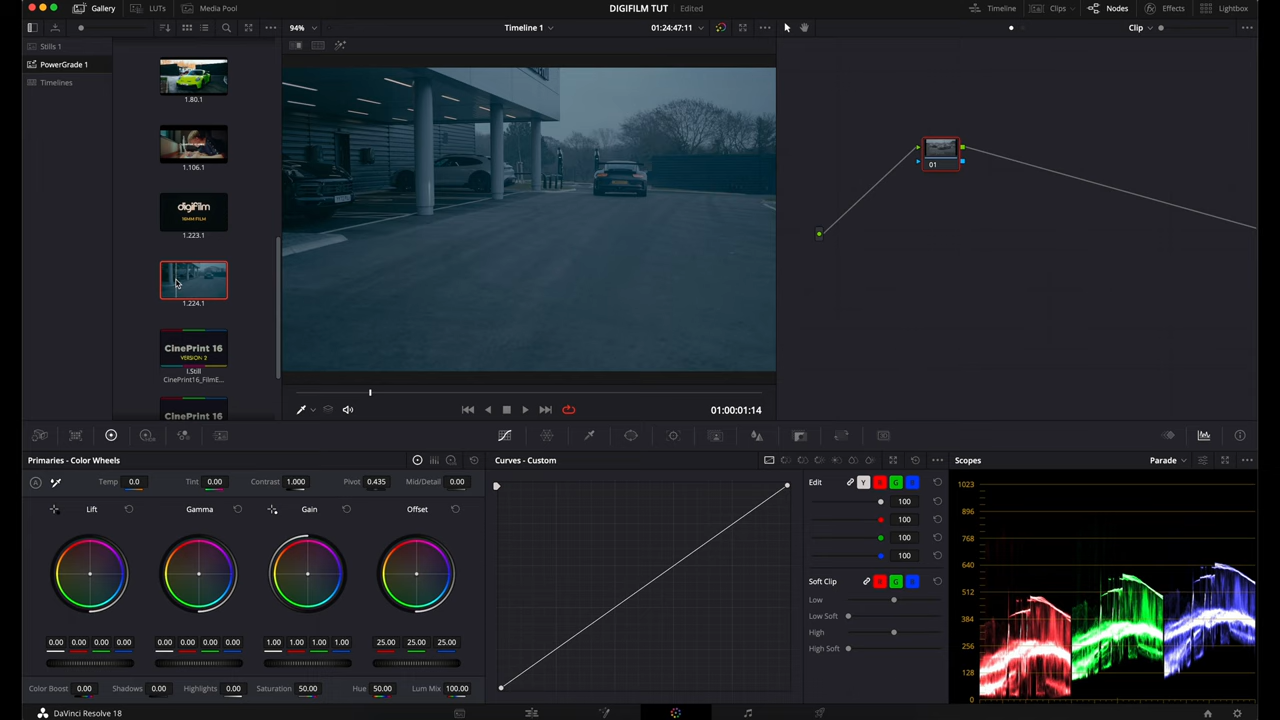 Gallery LUTs Media Pool DIGIFILM TUT Edited Timeline Clips Nodes Effects Lightbox
94% Timeline 1 01:24:47:11 Clip
Stills 1
PowerGrade 1
Timelines
1.80.1
1.106.1
digifilm
16MM FILM
1.223.1
1.224.1
CinePrint 16
VERSION 2
I.Still
CinePrint16_FilmE...
CinePrint 16
01
01:00:01:14
Primaries - Color Wheels Curves - Custom Scopes Parade
A Temp 0.0 Tint 0.00 Contrast 1.000 Pivot 0.435 Mid/Detail 0.00
Lift Gamma Gain Offset
0.00 0.00 0.00 0.00 0.00 0.00 0.00 0.00 1.00 1.00 1.00 1.00 25.00 25.00 25.00
Color Boost 0.00 Shadows 0.00 Highlights 0.00 Saturation 50.00 Hue 50.00 Lum Mix 100.00
Edit Y R G B
100
100
100
100
Soft Clip R G B
Low
Low Soft
High
High Soft
1023
896
768
640
512
384
256
128
0
DaVinci Resolve 18